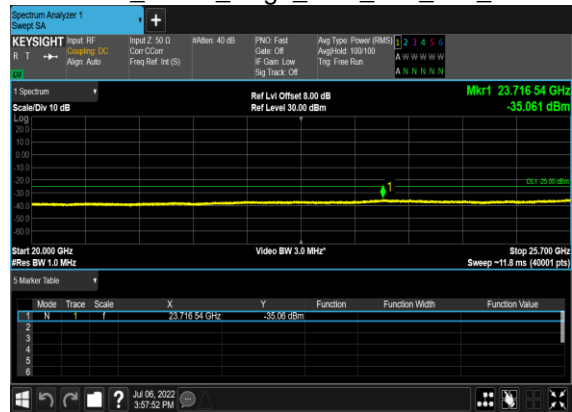 Spectrum Analyzer 1
Swept SA
+
KEYSIGHT Input: RF Input Z: 50 Ω #Atten: 40 dB PNO: Fast Avg Type: Power (RMS) 1 2 3 4 5 6
R T Coupling: DC Corr CCorr Gate: Off Avg|Hold: 100/100 A W W W W W
Align: Auto Freq Ref: Int (S) IF Gain: Low Trig: Free Run
LW Sig Track: Off A N N N N N
1 Spectrum Ref Lvl Offset 8.00 dB Mkr1 23.716 54 GHz
Scale/Div 10 dB Ref Level 30.00 dBm -35.061 dBm
Log
20.0
10.0
0.00
-10.0
-20.0
DL1 -25.00 dBm
1
-30.0
-40.0
-50.0
-60.0
Start 20.000 GHz Video BW 3.0 MHz* Stop 25.700 GHz
#Res BW 1.0 MHz Sweep ~11.8 ms (40001 pts)
5 Marker Table
Mode Trace Scale X Y Function Function Width Function Value
1 N 1 f 23.716 54 GHz -35.06 dBm
2
3
4
5
6
? Jul 06, 2022
3:57:52 PM